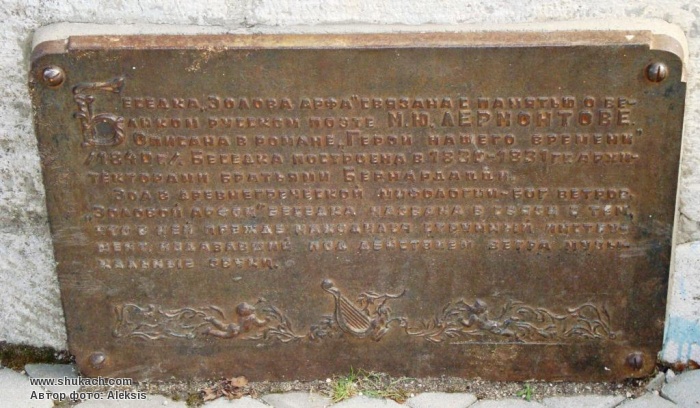 Беседка „Эолова арфа" связана с памятью о ве-
ликом русском поэте М.Ю. Лермонтове.
Описана в романе „Герой нашего времени"
/1840г./. Беседка построена в 1830-1831 гг архи-
текторами братьями Бернардацци.
Эол в древнегреческой мифологии-бог ветров
„Эоловой арфой" беседка названа в связи с тем,
что в ней прежде находился струнный инстру-
мент, издававший под действием ветра музы-
кальные звуки.
www.shukach.com
Автор фото: Aleksis